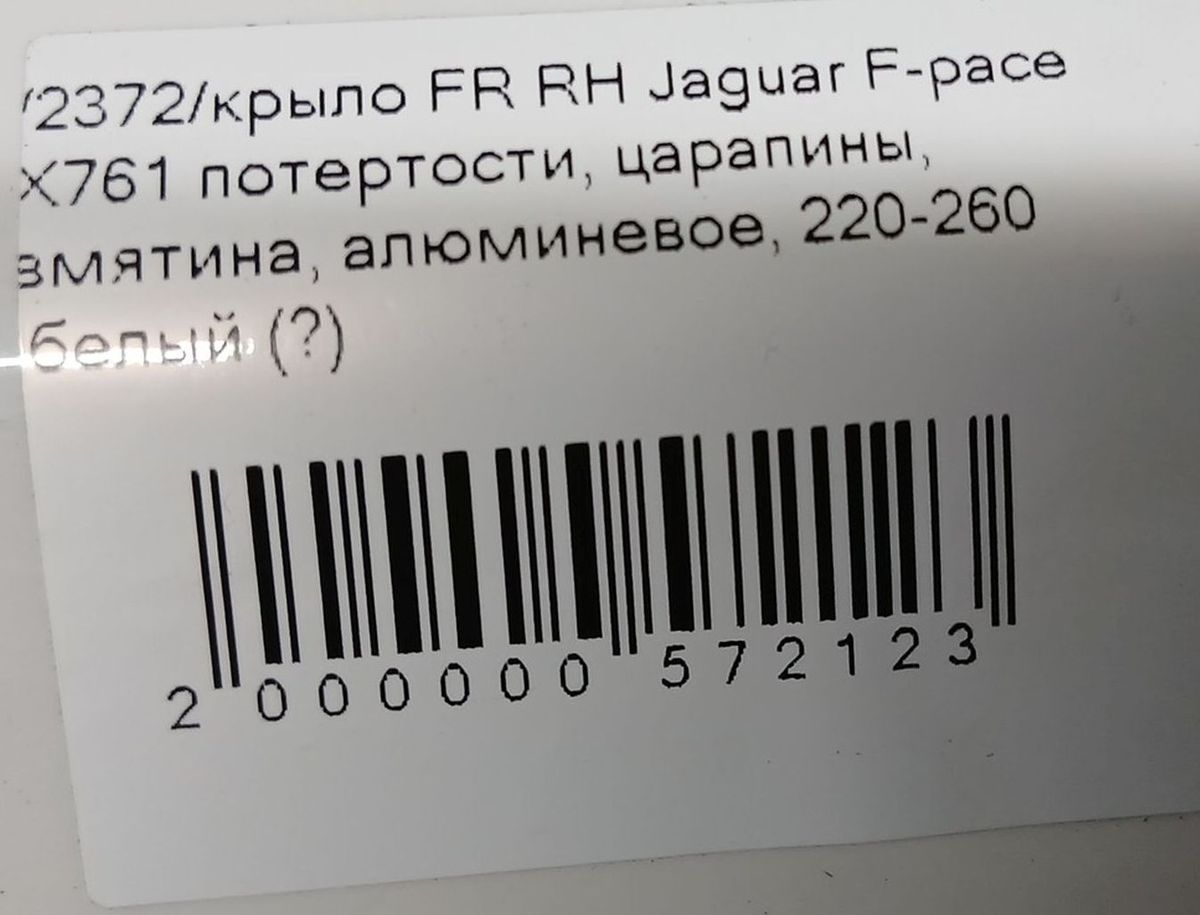 /2372/крыло FR RH Jaguar F-pace
X761 потертости, царапины,
вмятина, алюминевое, 220-260
белый (?)
2 000000 572123